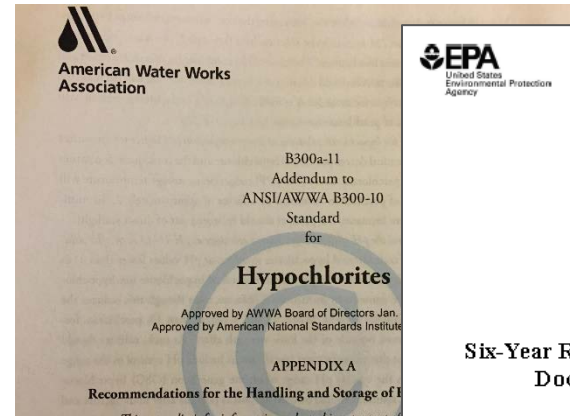 American Water Works
Association
B300a-11
Addendum to
ANSI/AWWA B300-10
Standard
for
Hypochlorites
Approved by AWWA Board of Directors Jan.
Approved by American National Standards Institute
APPENDIX A
Recommendations for the Handling and Storage of
EPA
United States
Environmental Protection
Agency
Six-Year